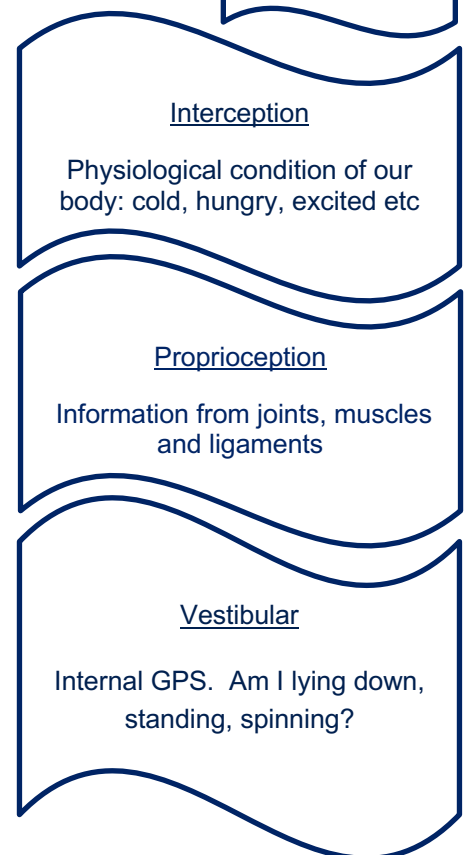 Interception
Physiological condition of our
body: cold, hungry, excited etc
Proprioception
Information from joints, muscles
and ligaments
Vestibular
Internal GPS.  Am I lying down,
standing, spinning?